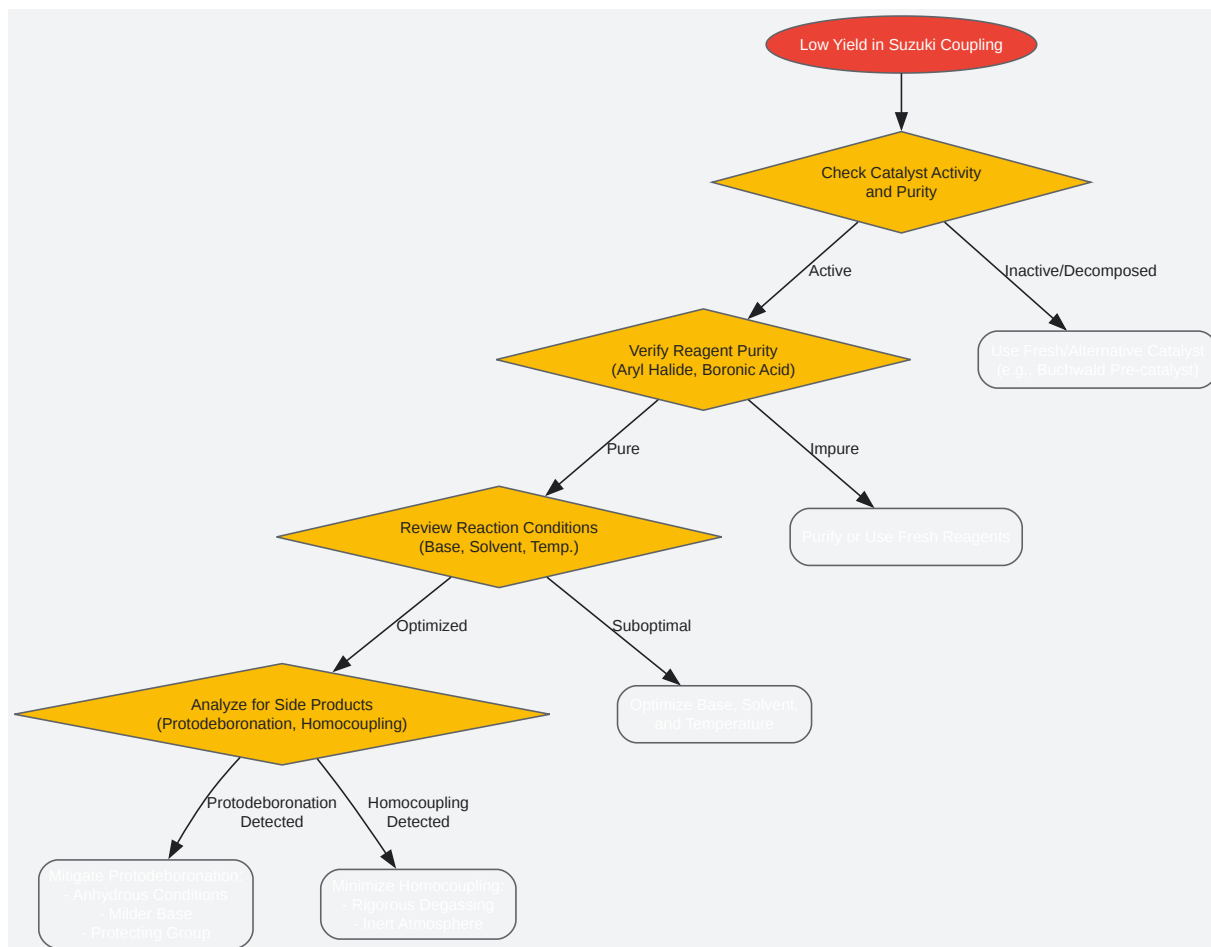 Low Yield in Suzuki Coupling
Check Catalyst Activity
and Purity
Active
Inactive/Decomposed
Verify Reagent Purity
(Aryl Halide, Boronic Acid)
Use Fresh/Alternative Catalyst
(e.g., Buchwald Pre-catalyst)
Pure
Impure
Review Reaction Conditions
(Base, Solvent, Temp.)
Purify or Use Fresh Reagents
Optimized
Suboptimal
Analyze for Side Products
(Protodeboronation, Homocoupling)
Optimize Base, Solvent,
and Temperature
Protodeboronation
Detected
Homocoupling
Detected
Mitigate Protodeboronation:
- Anhydrous Conditions
- Milder Base
- Protecting Group
Minimize Homocoupling:
- Rigorous Degassing
- Inert Atmosphere